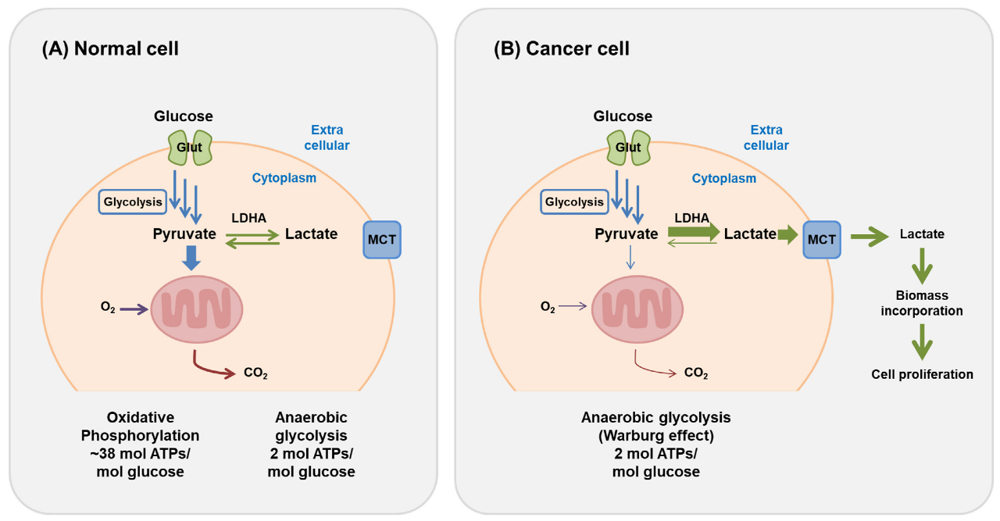 (A) Normal cell
Glucose
Glut
Extra
cellular
Cytoplasm
Glycolysis
LDHA
Pyruvate
Lactate
MCT
O₂
CO₂
Oxidative
Phosphorylation
~38 mol ATPs/
mol glucose
Anaerobic
glycolysis
2 mol ATPs/
mol glucose
(B) Cancer cell
Glucose
Glut
Extra
cellular
Cytoplasm
Glycolysis
LDHA
Pyruvate
Lactate
MCT
Lactate
Biomass
incorporation
Cell proliferation
O₂
CO₂
Anaerobic glycolysis
(Warburg effect)
2 mol ATPs/
mol glucose